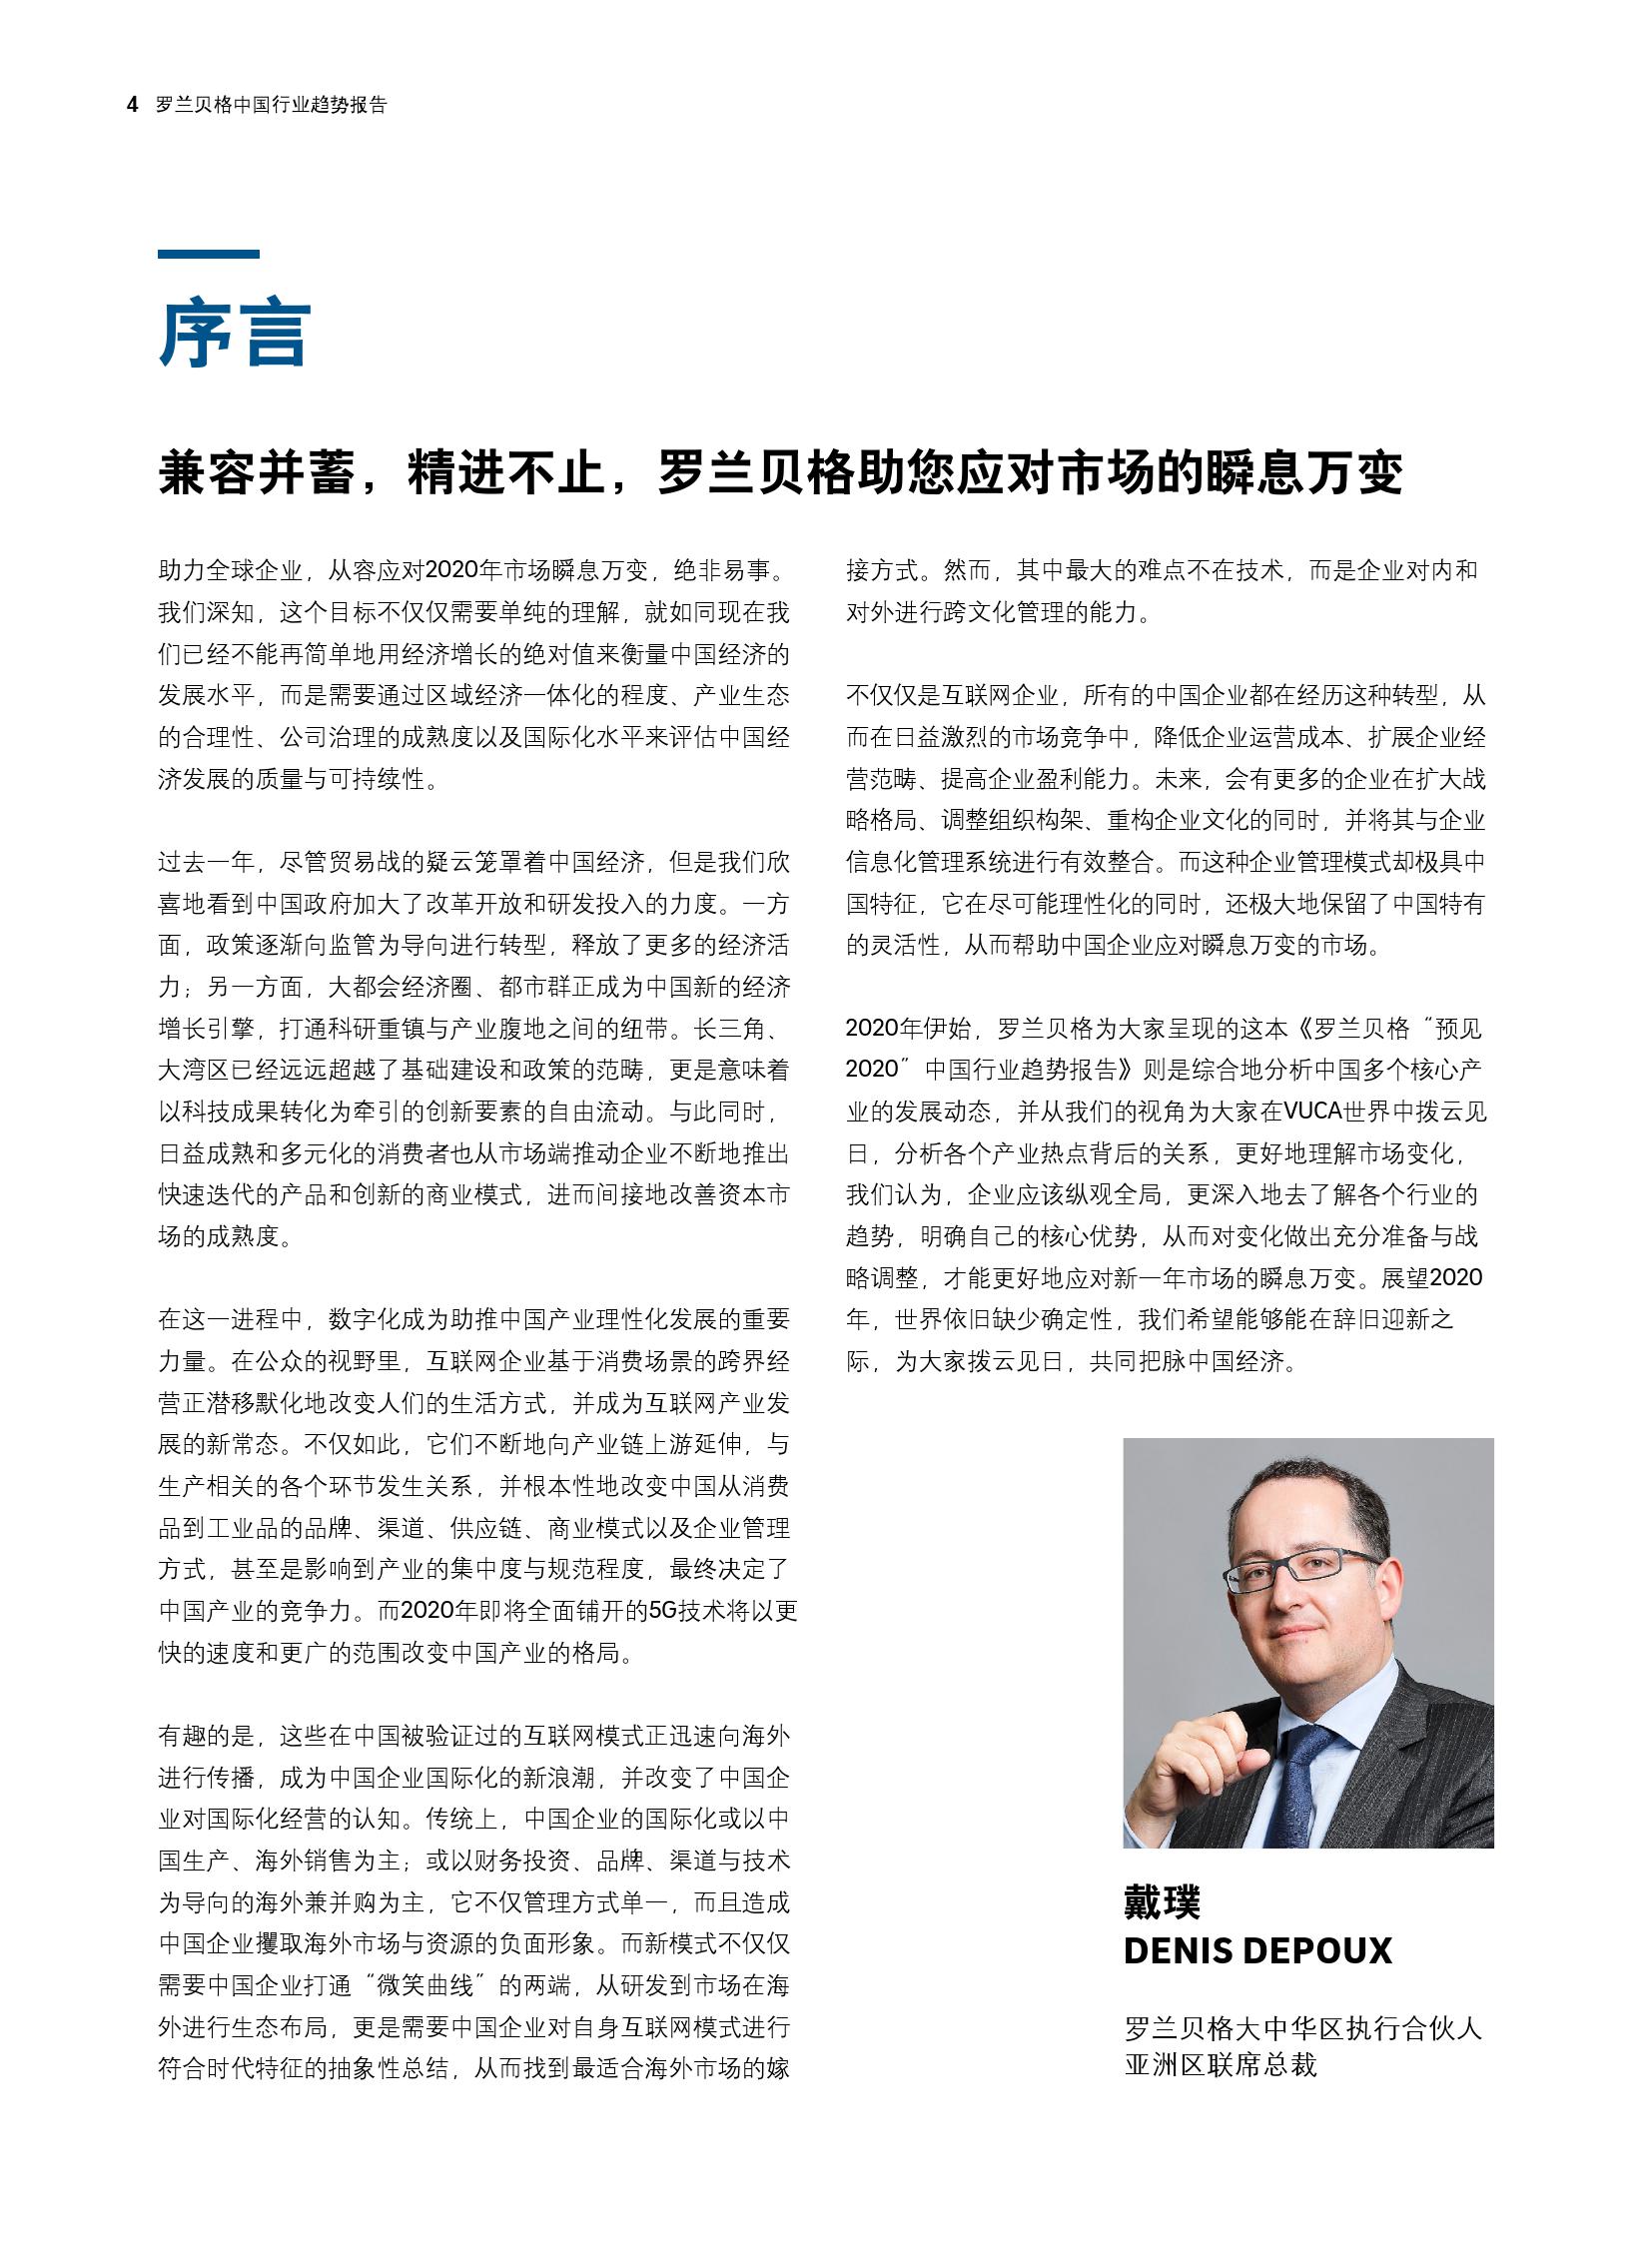 4 罗兰贝格中国行业趋势报告
序言
兼容并蓄，精进不止，罗兰贝格助您应对市场的瞬息万变
助力全球企业，从容应对2020年市场瞬息万变，绝非易事。
我们深知，这个目标不仅仅需要单纯的理解，就如同现在我
们已经不能再简单地用经济增长的绝对值来衡量中国经济的
发展水平，而是需要通过区域经济一体化的程度、产业生态
的合理性、公司治理的成熟度以及国际化水平来评估中国经
济发展的质量与可持续性。
过去一年，尽管贸易战的疑云笼罩着中国经济，但是我们欣
喜地看到中国政府加大了改革开放和研发投入的力度。一方
面，政策逐渐向监管为导向进行转型，释放了更多的经济活
力；另一方面，大都会经济圈、都市群正成为中国新的经济
增长引擎，打通科研重镇与产业腹地之间的纽带。长三角、
大湾区已经远远超越了基础建设和政策的范畴，更是意味着
以科技成果转化为牵引的创新要素的自由流动。与此同时，
日益成熟和多元化的消费者也从市场端推动企业不断地推出
快速迭代的产品和创新的商业模式，进而间接地改善资本市
场的成熟度。
在这一进程中，数字化成为助推中国产业理性化发展的重要
力量。在公众的视野里，互联网企业基于消费场景的跨界经
营正潜移默化地改变人们的生活方式，并成为互联网产业发
展的新常态。不仅如此，它们不断地向产业链上游延伸，与
生产相关的各个环节发生关系，并根本性地改变中国从消费
品到工业品的品牌、渠道、供应链、商业模式以及企业管理
方式，甚至是影响到产业的集中度与规范程度，最终决定了
中国产业的竞争力。而2020年即将全面铺开的5G技术将以更
快的速度和更广的范围改变中国产业的格局。
有趣的是，这些在中国被验证过的互联网模式正迅速向海外
进行传播，成为中国企业国际化的新浪潮，并改变了中国企
业对国际化经营的认知。传统上，中国企业的国际化或以中
国生产、海外销售为主；或以财务投资、品牌、渠道与技术
为导向的海外兼并购为主，它不仅管理方式单一，而且造成
中国企业攫取海外市场与资源的负面形象。而新模式不仅仅
需要中国企业打通“微笑曲线”的两端，从研发到市场在海
外进行生态布局，更是需要中国企业对自身互联网模式进行
符合时代特征的抽象性总结，从而找到最适合海外市场的嫁
接方式。然而，其中最大的难点不在技术，而是企业对内和
对外进行跨文化管理的能力。
不仅仅是互联网企业，所有的中国企业都在经历这种转型，从
而在日益激烈的市场竞争中，降低企业运营成本、扩展企业经
营范畴、提高企业盈利能力。未来，会有更多的企业在扩大战
略格局、调整组织构架、重构企业文化的同时，并将其与企业
信息化管理系统进行有效整合。而这种企业管理模式却极具中
国特征，它在尽可能理性化的同时，还极大地保留了中国特有
的灵活性，从而帮助中国企业应对瞬息万变的市场。
2020年伊始，罗兰贝格为大家呈现的这本《罗兰贝格“预见
2020”中国行业趋势报告》则是综合地分析中国多个核心产
业的发展动态，并从我们的视角为大家在VUCA世界中拨云见
日，分析各个产业热点背后的关系，更好地理解市场变化，
我们认为，企业应该纵观全局，更深入地去了解各个行业的
趋势，明确自己的核心优势，从而对变化做出充分准备与战
略调整，才能更好地应对新一年市场的瞬息万变。展望2020
年，世界依旧缺少确定性，我们希望能够能在辞旧迎新之
际，为大家拨云见日，共同把脉中国经济。
戴璞
DENIS DEPOUX
罗兰贝格大中华区执行合伙人
亚洲区联席总裁